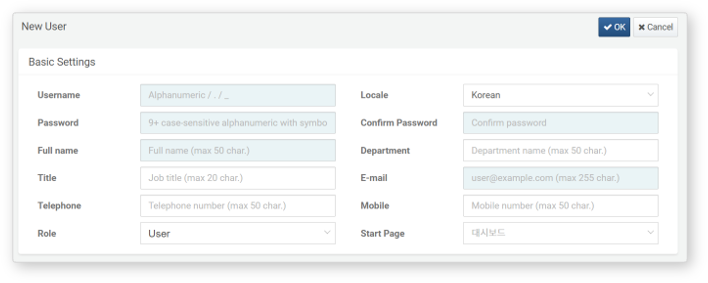 New User
OK
Cancel
Basic Settings
Username Alphanumeric / . / _ Locale Korean
Password 9+ case-sensitive alphanumeric with symbo Confirm Password Confirm password
Full name Full name (max 50 char.) Department Department name (max 50 char.)
Title Job title (max 20 char.) E-mail user@example.com (max 255 char.)
Telephone Telephone number (max 50 char.) Mobile Mobile number (max 50 char.)
Role User Start Page 대시보드